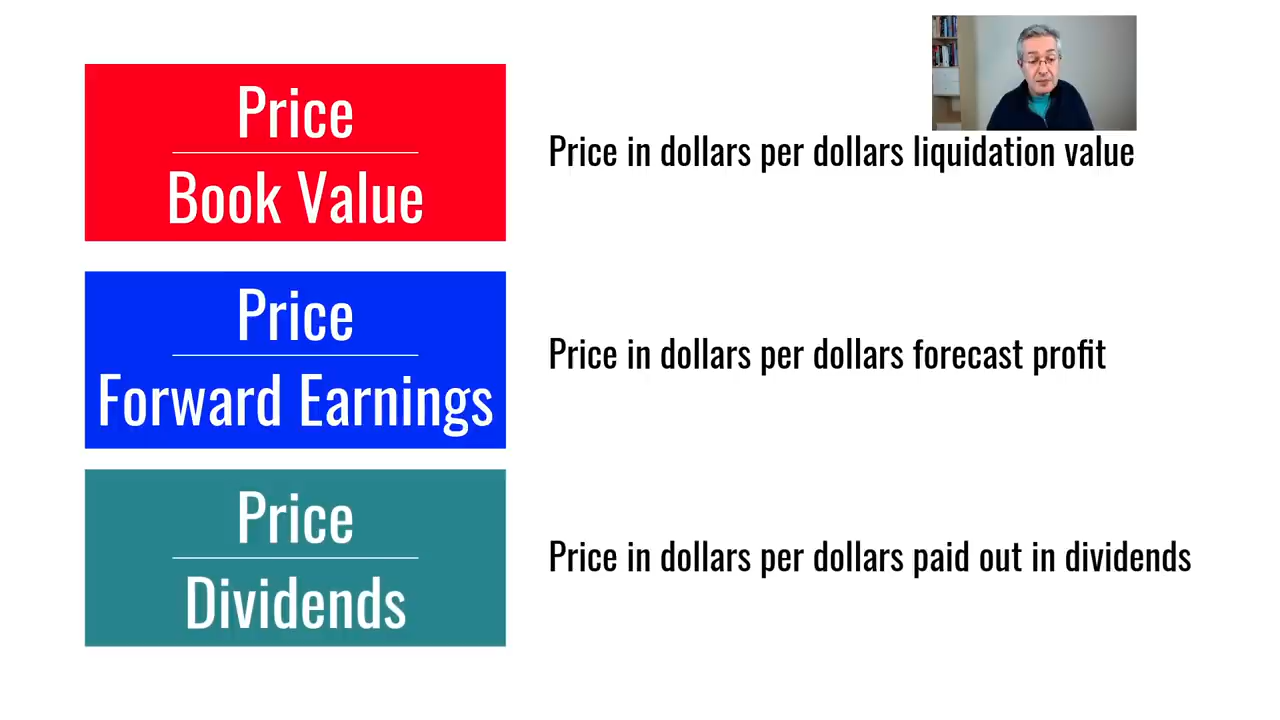 Price
Book Value
Price in dollars per dollars liquidation value
Price
Forward Earnings
Price in dollars per dollars forecast profit
Price
Dividends
Price in dollars per dollars paid out in dividends